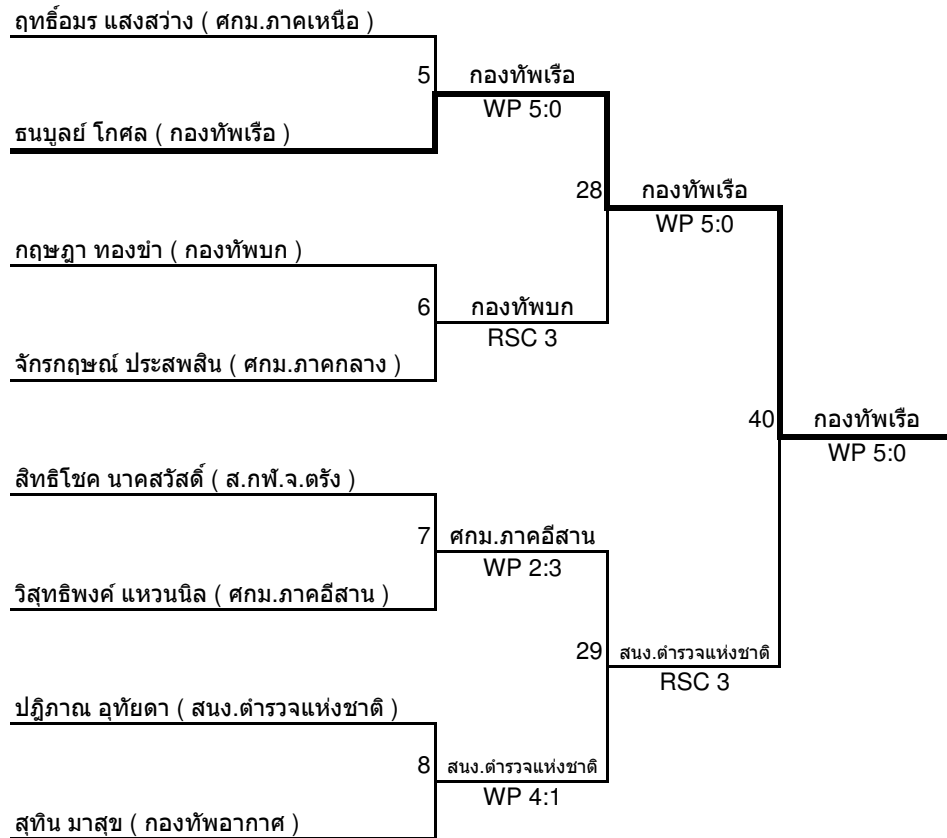 ฤทธิ์อมร แสงสว่าง ( ศกม.ภาคเหนือ )
5 กองทัพเรือ
WP 5:0
ธนบูลย์ โกศล ( กองทัพเรือ )
28 กองทัพเรือ
WP 5:0
กฤษฎา ทองขำ ( กองทัพบก )
6 กองทัพบก
RSC 3
จักรกฤษณ์ ประสพสิน ( ศกม.ภาคกลาง )
40 กองทัพเรือ
WP 5:0
สิทธิโชค นาคสวัสดิ์ ( ส.กฬ.จ.ตรัง )
7 ศกม.ภาคอีสาน
WP 2:3
วิสุทธิพงค์ แหวนนิล ( ศกม.ภาคอีสาน )
29 สนง.ตำรวจแห่งชาติ
RSC 3
ปฎิภาณ อุทัยดา ( สนง.ตำรวจแห่งชาติ )
8 สนง.ตำรวจแห่งชาติ
WP 4:1
สุทิน มาสุข ( กองทัพอากาศ )